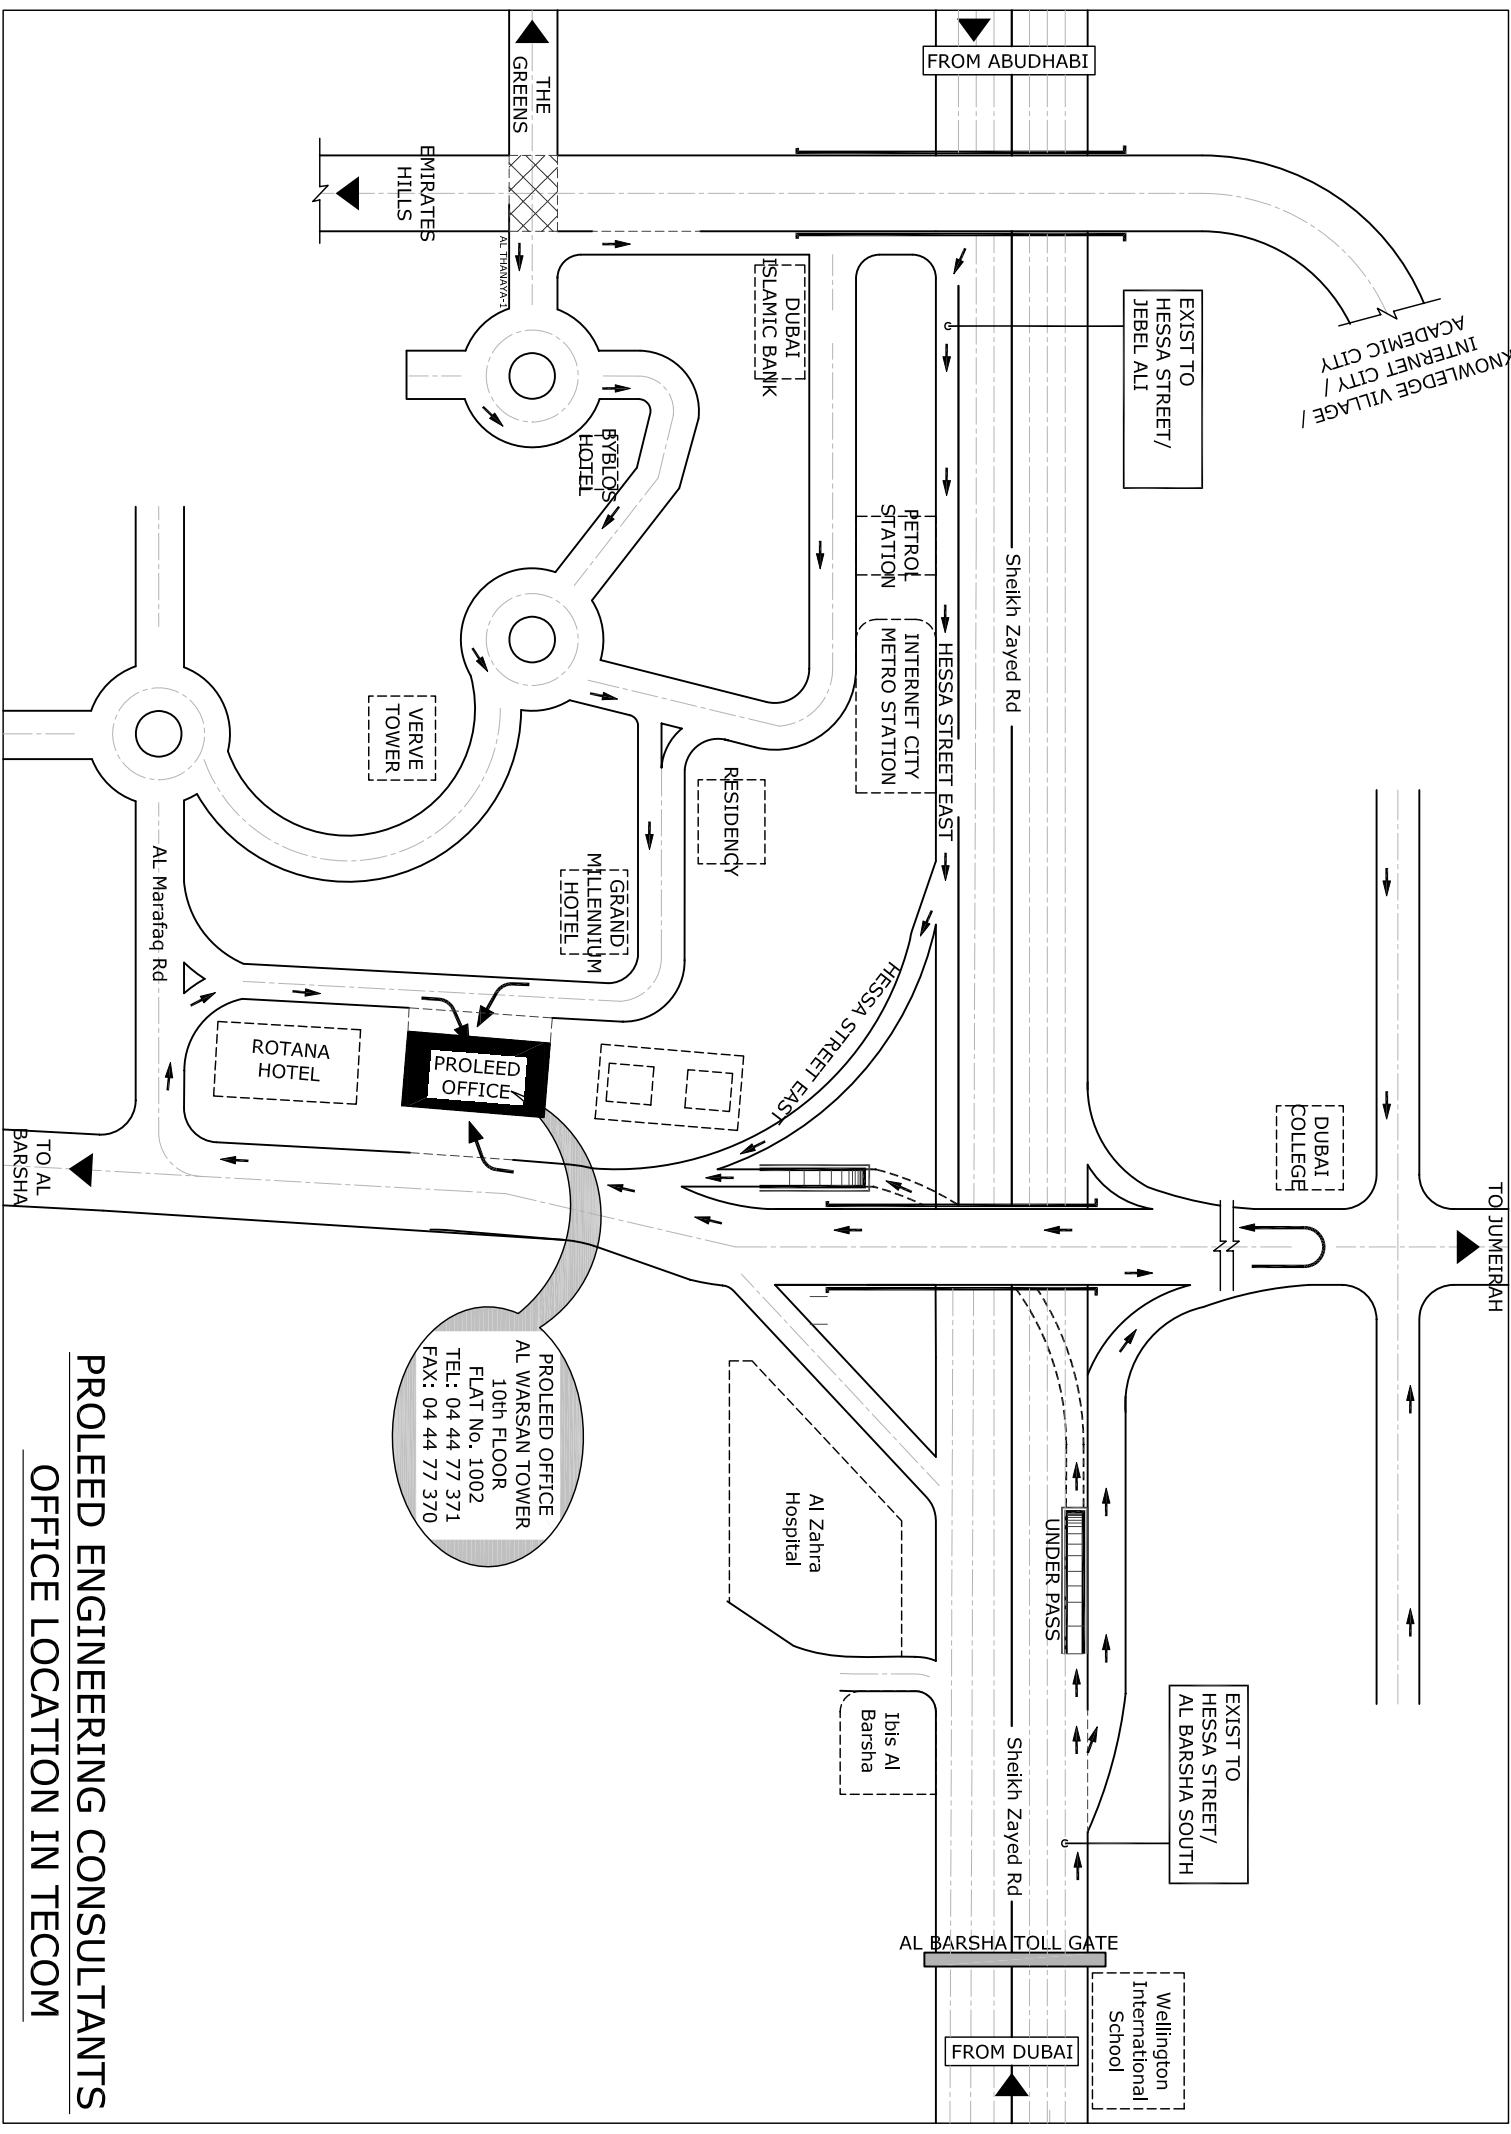 FROM ABUDHABI
THE
GREENS
EMIRATES
HILLS
AL THANAYA-1
DUBAI
ISLAMIC BANK
EXIST TO
HESSA STREET/
JEBEL ALI
KNOWLEDGE VILLAGE /
INTERNET CITY /
ACADEMIC CITY
BYBLOS
HOTEL
PETROL
STATION
INTERNET CITY
METRO STATION
HESSA STREET EAST
Sheikh Zayed Rd
VERVE
TOWER
RESIDENCY
GRAND
MILLENNIUM
HOTEL
AL Marafaq Rd
HESSA STREET EAST
ROTANA
HOTEL
PROLEED
OFFICE
DUBAI
COLLEGE
TO AL
BARSHA
TO JUMEIRAH
PROLEED OFFICE
AL WARSAN TOWER
10th FLOOR
FLAT No. 1002
TEL: 04 44 77 371
FAX: 04 44 77 370
Al Zahra
Hospital
UNDER PASS
Ibis Al
Barsha
Sheikh Zayed Rd
EXIST TO
HESSA STREET/
AL BARSHA SOUTH
AL BARSHA TOLL GATE
Wellington
International
School
FROM DUBAI
PROLEED ENGINEERING CONSULTANTS
OFFICE LOCATION IN TECOM